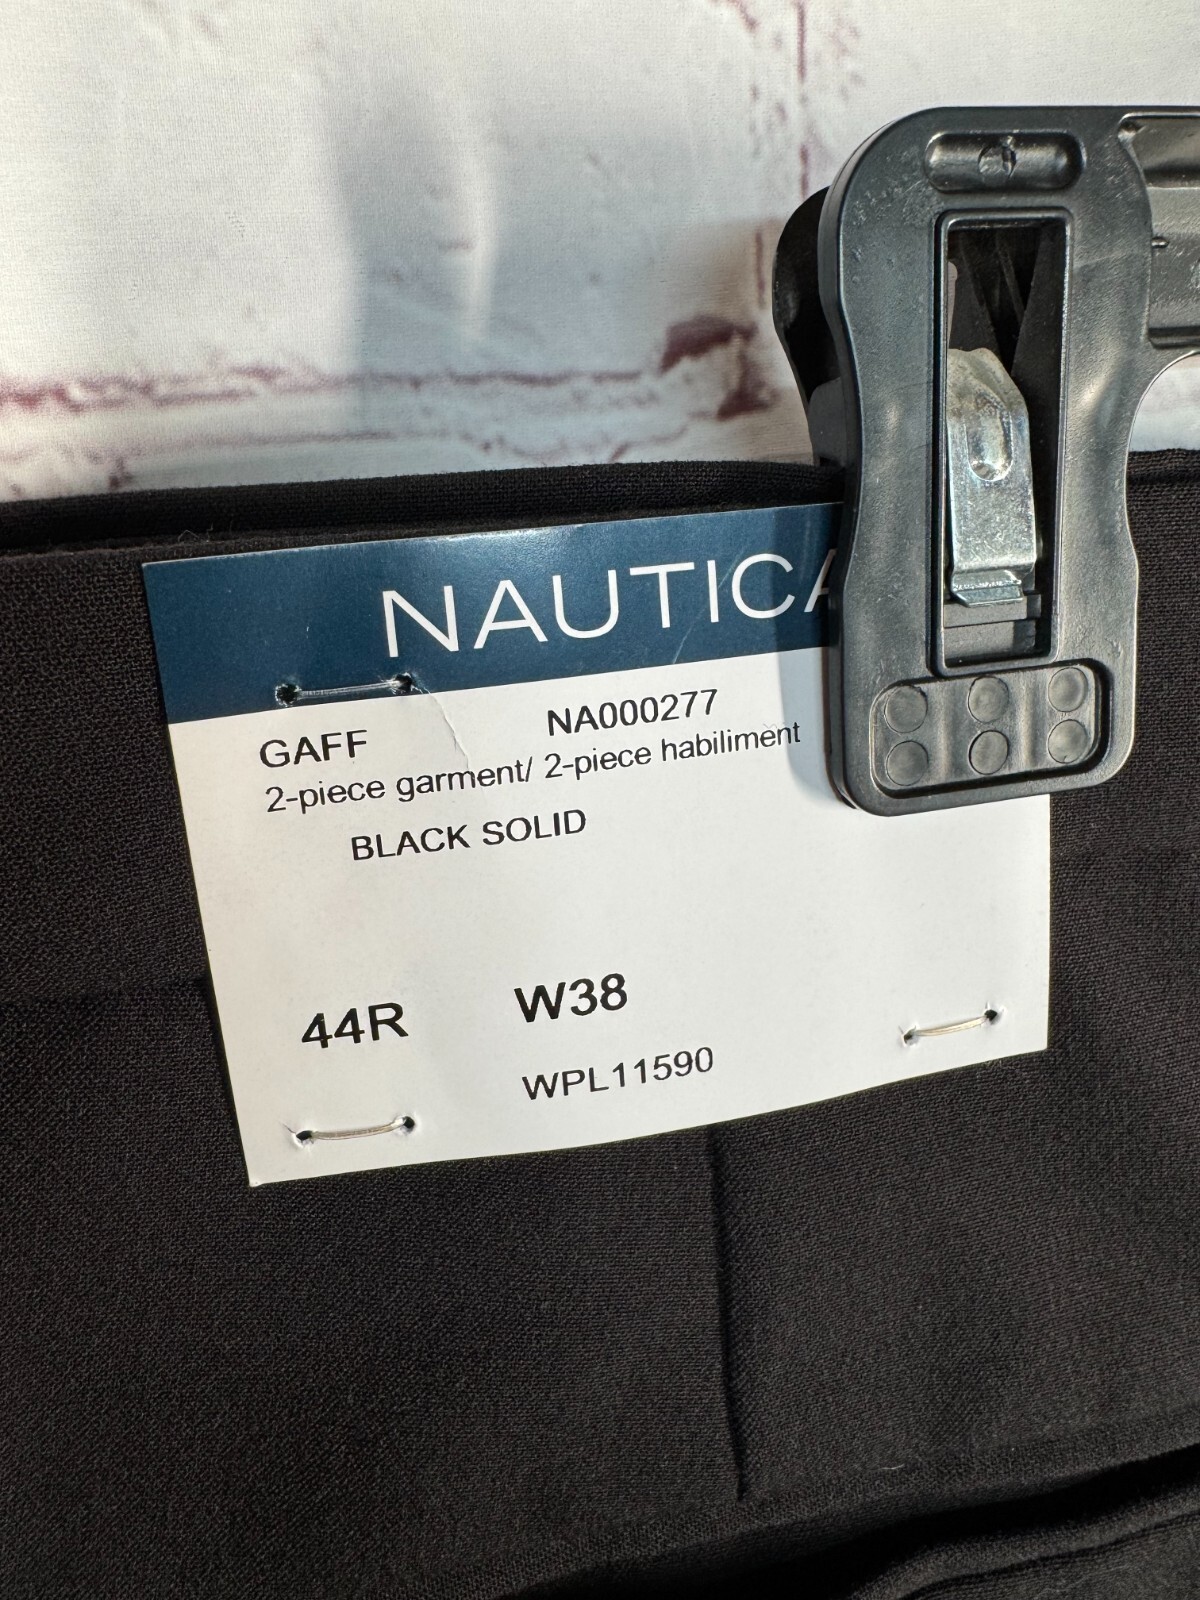 NAUTICA
GAFF NA000277
2-piece garment/ 2-piece habiliment
BLACK SOLID
44R W38
WPL11590